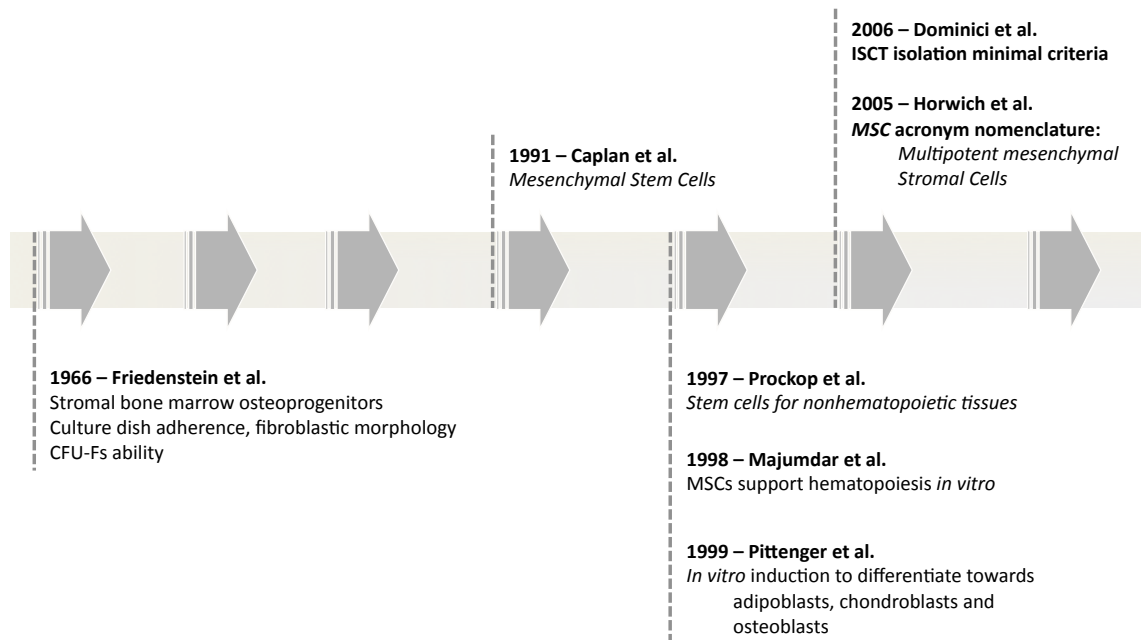 2006 – Dominici et al.
ISCT isolation minimal criteria
2005 – Horwich et al.
MSC acronym nomenclature:
Multipotent mesenchymal
Stromal Cells
1991 – Caplan et al.
Mesenchymal Stem Cells
1966 – Friedenstein et al.
Stromal bone marrow osteoprogenitors
Culture dish adherence, fibroblastic morphology
CFU-Fs ability
1997 – Prockop et al.
Stem cells for nonhematopoietic tissues
1998 – Majumdar et al.
MSCs support hematopoiesis in vitro
1999 – Pittenger et al.
In vitro induction to differentiate towards
adipoblasts, chondroblasts and
osteoblasts